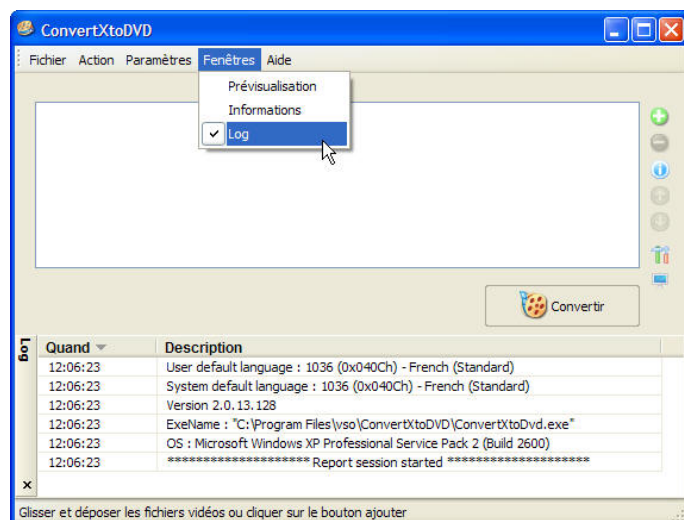 ConvertXtoDVD
Fichier Action Paramètres Fenêtres Aide
Prévisualisation
Informations
Log
Convertir
Log
Quand Description
12:06:23 User default language : 1036 (0x040Ch) - French (Standard)
12:06:23 System default language : 1036 (0x040Ch) - French (Standard)
12:06:23 Version 2.0.13.128
12:06:23 ExeName : "C:\Program Files\vso\ConvertXtoDVD\ConvertXtoDvd.exe"
12:06:23 OS : Microsoft Windows XP Professional Service Pack 2 (Build 2600)
12:06:23 ******************** Report session started ********************
Glisser et déposer les fichiers vidéos ou cliquer sur le bouton ajouter